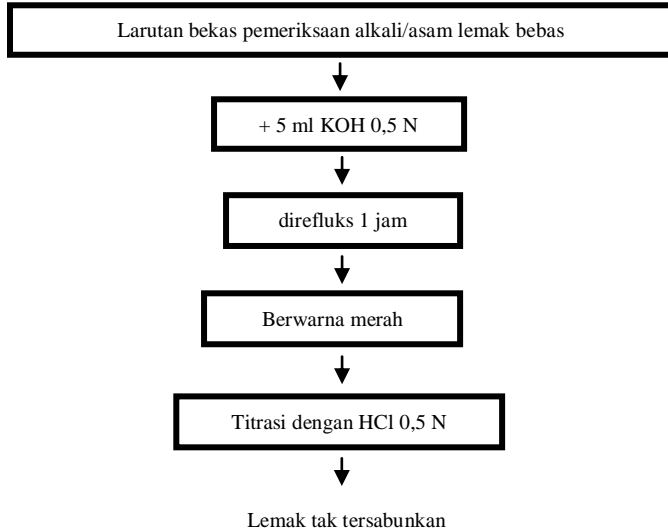 Larutan bekas pemeriksaan alkali/asam lemak bebas
+ 5 ml KOH 0,5 N
direfluks 1 jam
Berwarna merah
Titrasi dengan HCl 0,5 N
Lemak tak tersabunkan